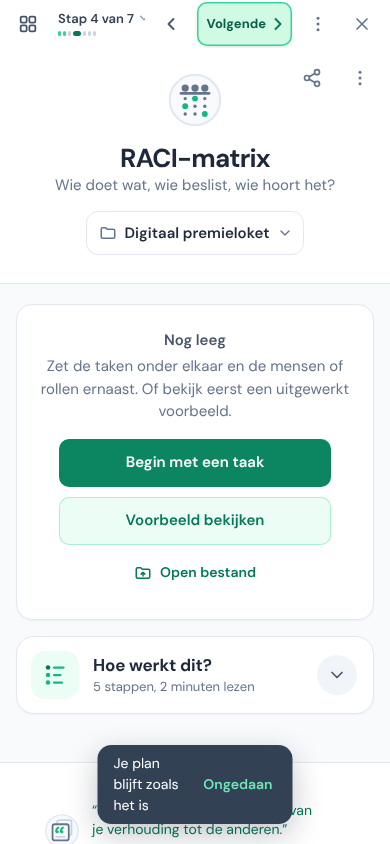 Stap 4 van 7
Volgende
RACI-matrix
Wie doet wat, wie beslist, wie hoort het?
Digitaal premieloket
Nog leeg
Zet de taken onder elkaar en de mensen of
rollen ernaast. Of bekijk eerst een uitgewerkt
voorbeeld.
Begin met een taak
Voorbeeld bekijken
Open bestand
Hoe werkt dit?
5 stappen, 2 minuten lezen
Je plan
blijft zoals
het is
Ongedaan
van
je verhouding tot de anderen.”